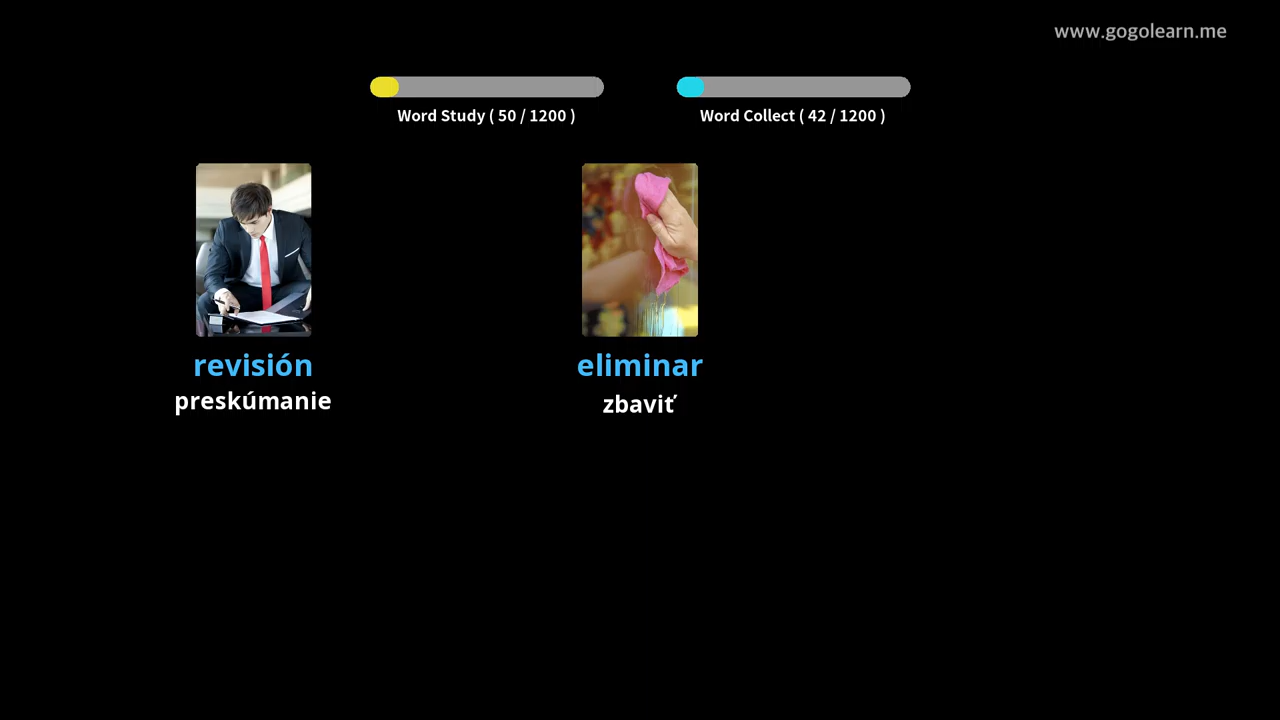 www.gogolearn.me
Word Study ( 50 / 1200 )
Word Collect ( 42 / 1200 )
revisión
preskúmanie
eliminar
zbaviť